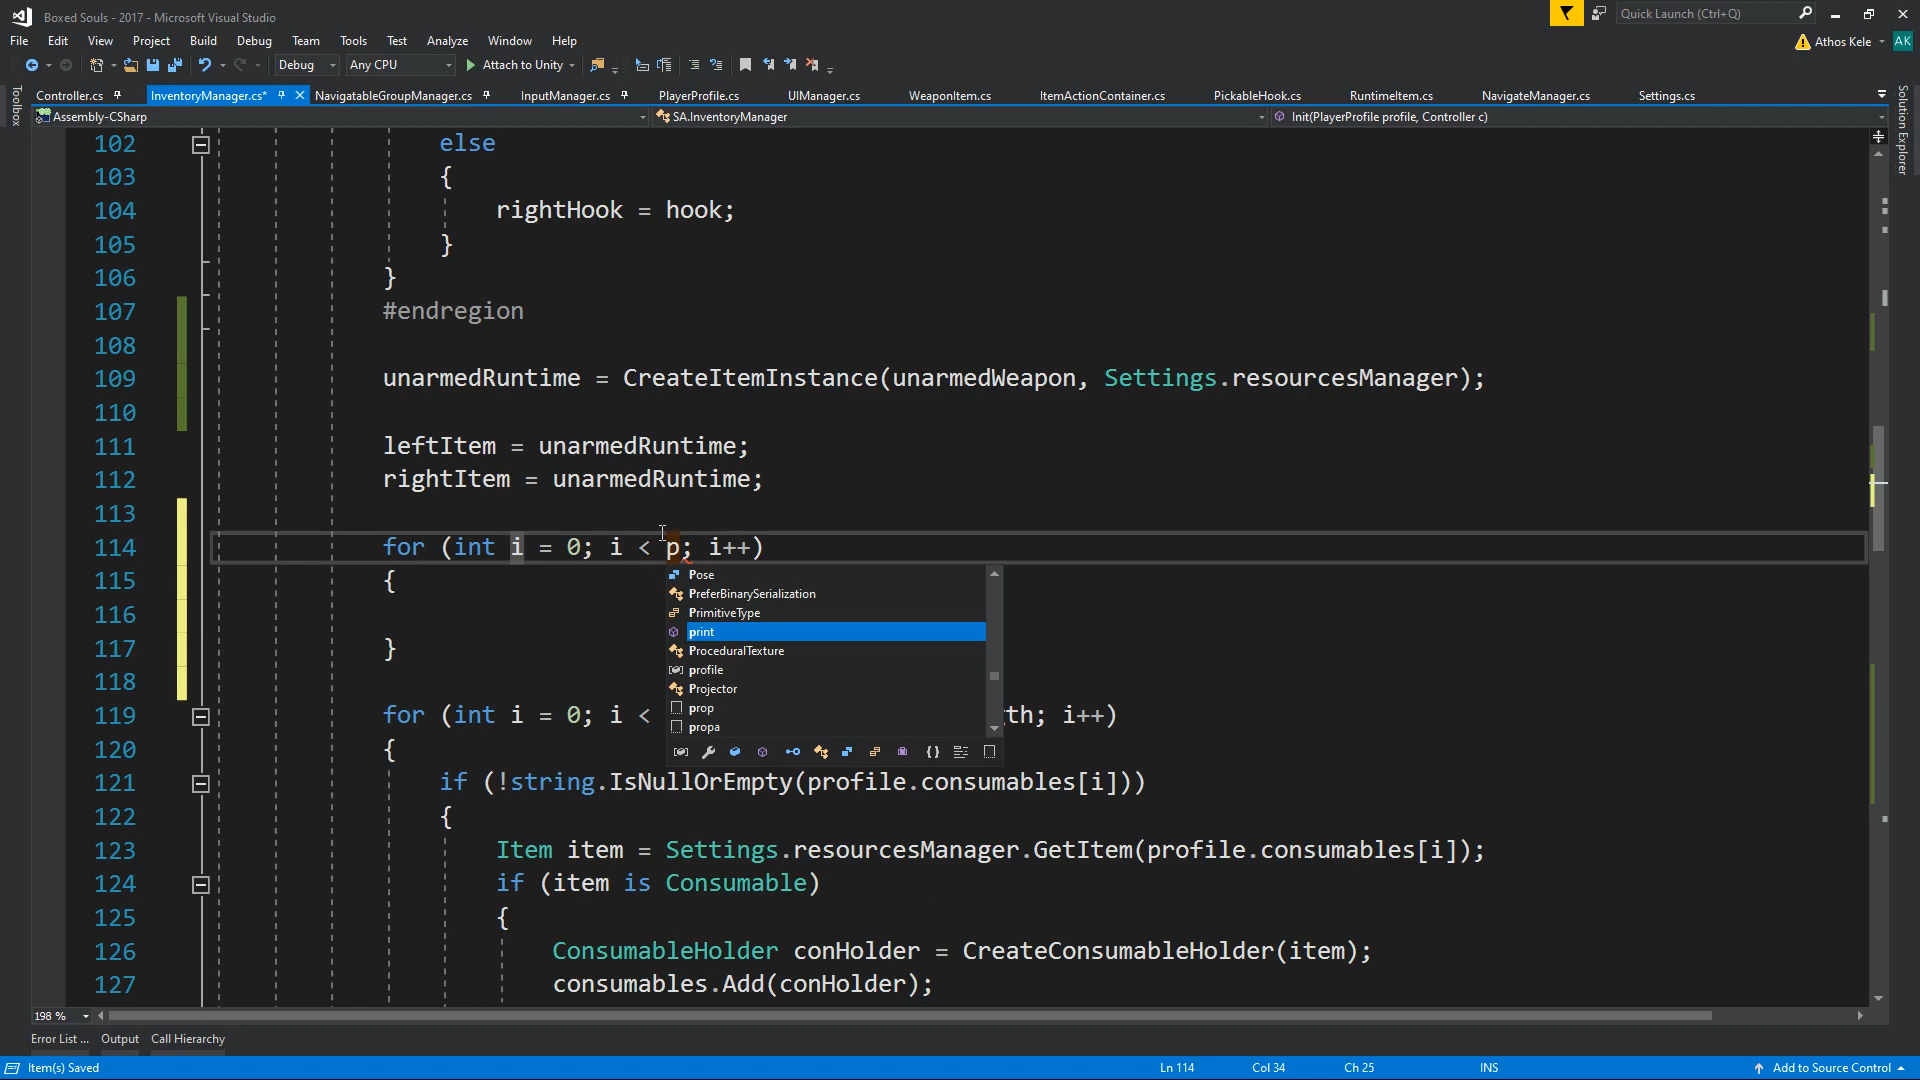 Boxed Souls - 2017 - Microsoft Visual Studio
Quick Launch (Ctrl+Q)
File Edit View Project Build Debug Team Tools Test Analyze Window Help
Athos Kele AK
Debug Any CPU Attach to Unity
Toolbox
Solution Explorer
Controller.cs InventoryManager.cs* NavigatableGroupManager.cs InputManager.cs PlayerProfile.cs UIManager.cs WeaponItem.cs ItemActionContainer.cs PickableHook.cs RuntimeItem.cs NavigateManager.cs Settings.cs
Assembly-CSharp SA.InventoryManager Init(PlayerProfile profile, Controller c)
102 else
103 {
104 rightHook = hook;
105 }
106 }
107 #endregion
108
109 unarmedRuntime = CreateItemInstance(unarmedWeapon, Settings.resourcesManager);
110
111 leftItem = unarmedRuntime;
112 rightItem = unarmedRuntime;
113
114 for (int i = 0; i < p; i++)
115 {
116
117 }
118
Pose
PreferBinarySerialization
PrimitiveType
print
ProceduralTexture
profile
Projector
prop
propa
119 for (int i = 0; i < th; i++)
120 {
121 if (!string.IsNullOrEmpty(profile.consumables[i]))
122 {
123 Item item = Settings.resourcesManager.GetItem(profile.consumables[i]);
124 if (item is Consumable)
125 {
126 ConsumableHolder conHolder = CreateConsumableHolder(item);
127 consumables.Add(conHolder);
198 %
Error List ... Output Call Hierarchy
Item(s) Saved Ln 114 Col 34 Ch 25 INS Add to Source Control